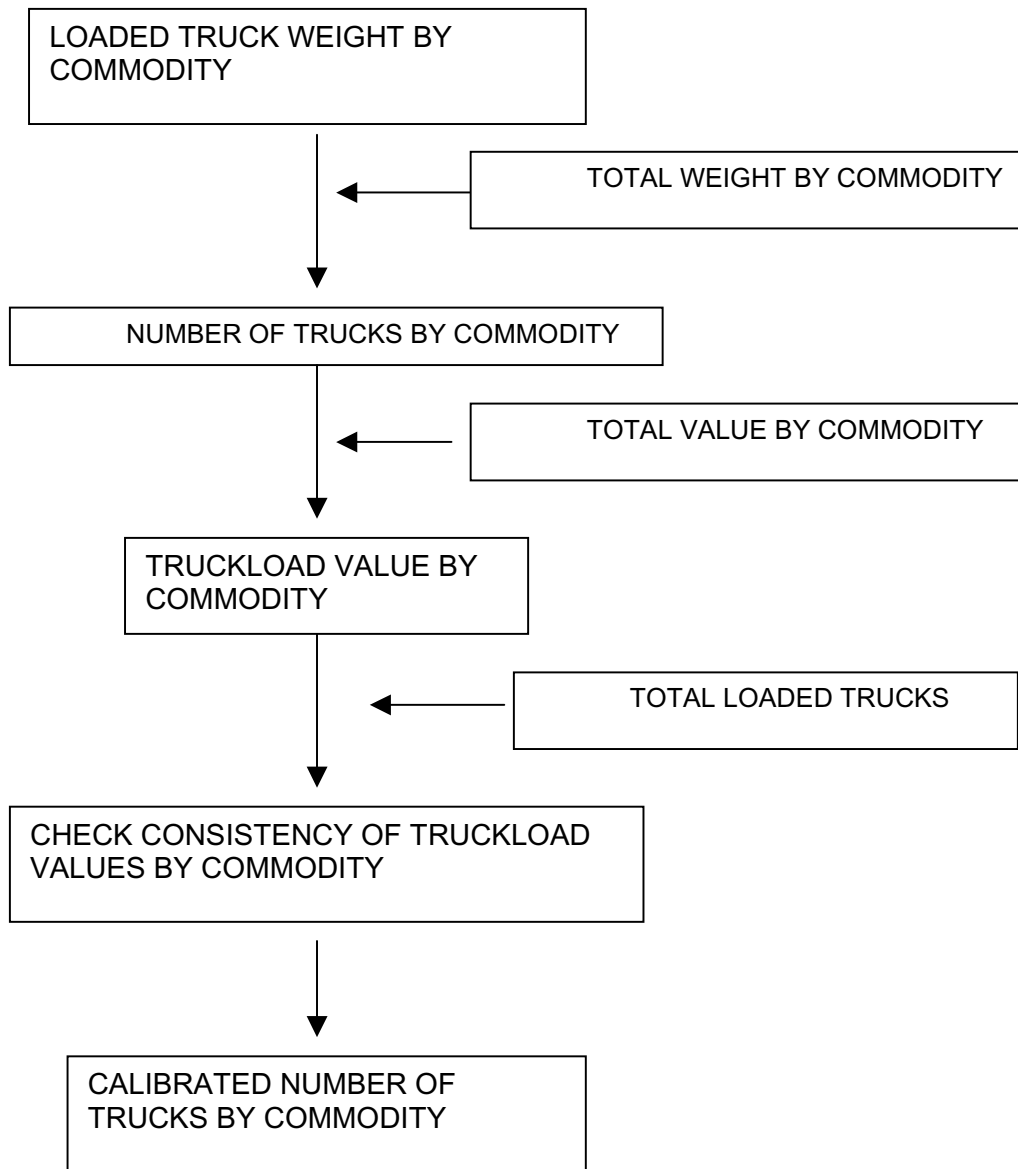 LOADED TRUCK WEIGHT BY
COMMODITY
TOTAL WEIGHT BY COMMODITY
NUMBER OF TRUCKS BY COMMODITY
TOTAL VALUE BY COMMODITY
TRUCKLOAD VALUE BY
COMMODITY
TOTAL LOADED TRUCKS
CHECK CONSISTENCY OF TRUCKLOAD
VALUES BY COMMODITY
CALIBRATED NUMBER OF
TRUCKS BY COMMODITY